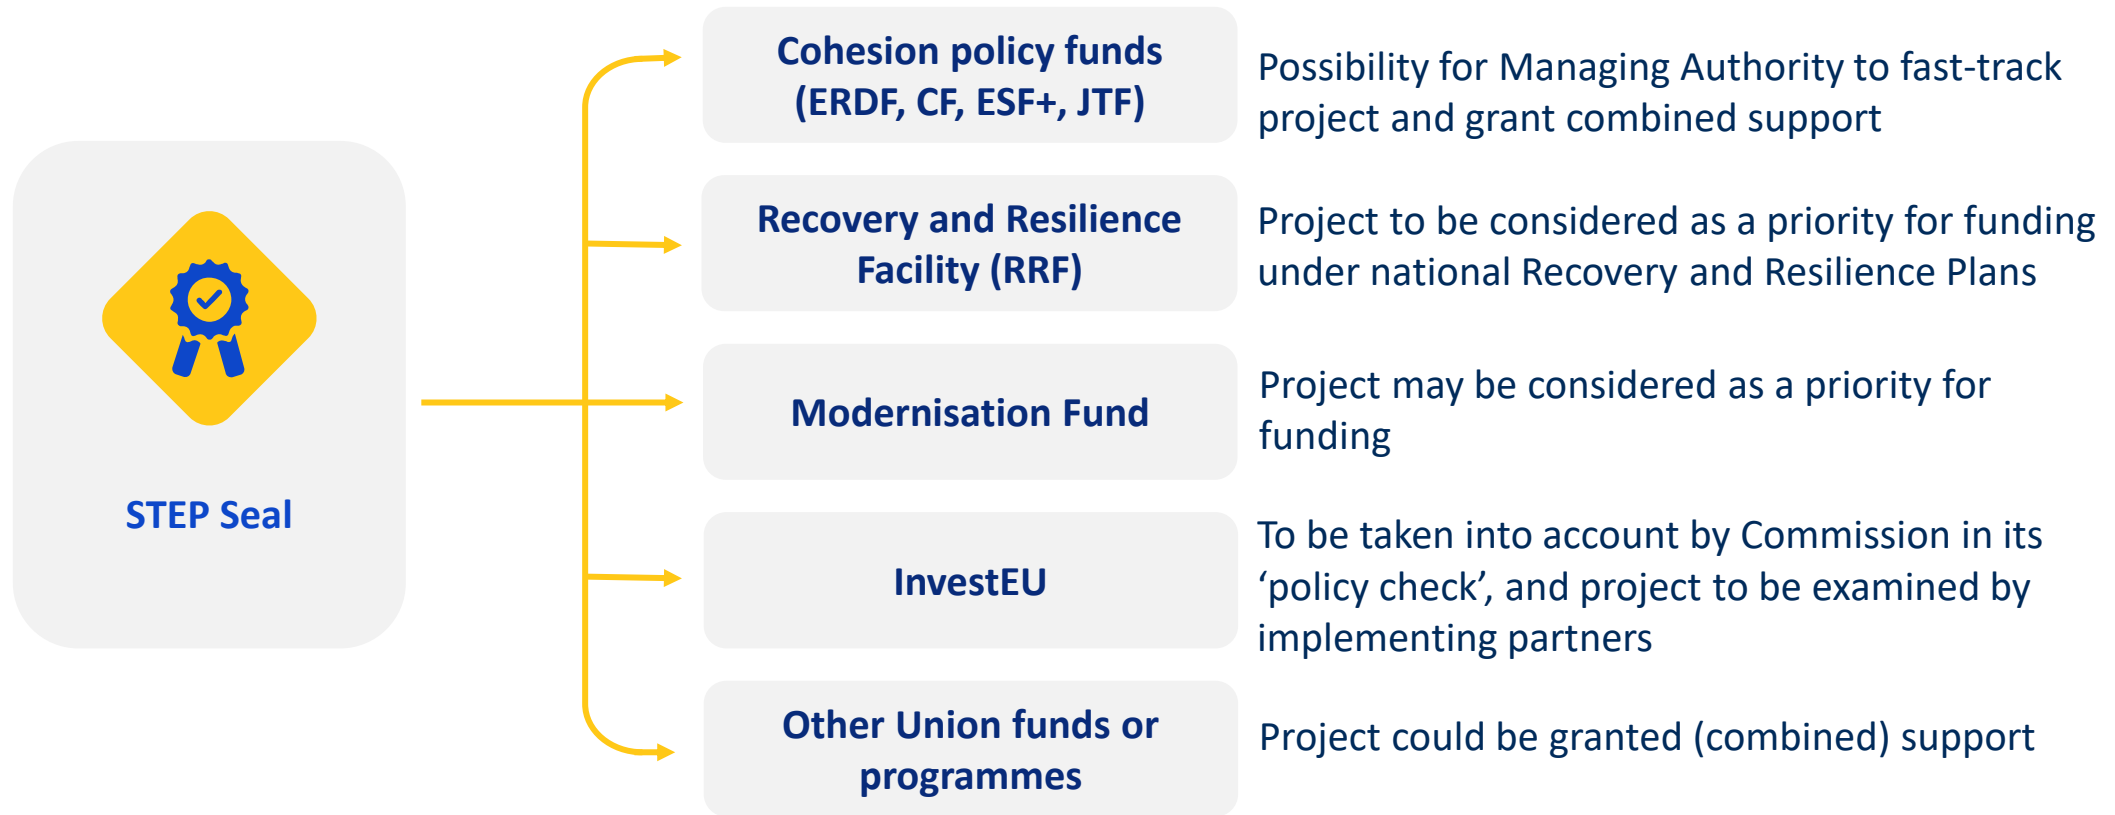 STEP Seal
Cohesion policy funds
(ERDF, CF, ESF+, JTF)
Possibility for Managing Authority to fast-track
project and grant combined support
Recovery and Resilience
Facility (RRF)
Project to be considered as a priority for funding
under national Recovery and Resilience Plans
Modernisation Fund
Project may be considered as a priority for
funding
InvestEU
To be taken into account by Commission in its
‘policy check’, and project to be examined by
implementing partners
Other Union funds or
programmes
Project could be granted (combined) support